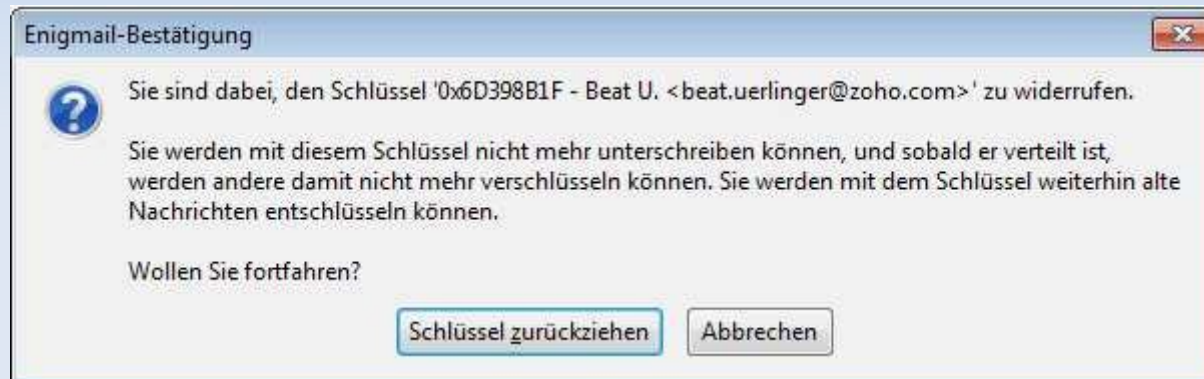 Enigmail-Bestätigung
Sie sind dabei, den Schlüssel '0x6D398B1F - Beat U. <beat.uerlinger@zoho.com>' zu widerrufen.
Sie werden mit diesem Schlüssel nicht mehr unterschreiben können, und sobald er verteilt ist,
werden andere damit nicht mehr verschlüsseln können. Sie werden mit dem Schlüssel weiterhin alte
Nachrichten entschlüsseln können.
Wollen Sie fortfahren?
Schlüssel zurückziehen
Abbrechen